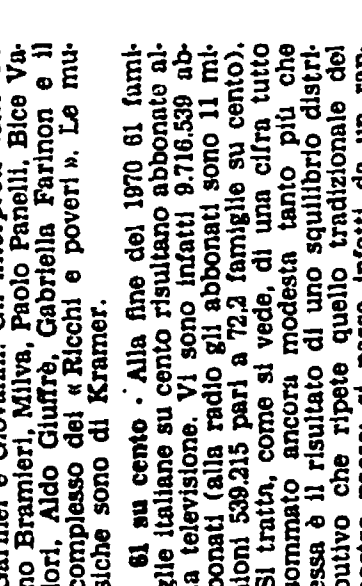 no Bramieri, Milva, Paolo Panelli, Bice Va-
lori, Aldo Giuffrè, Gabriella Farinon e il
complesso dei « Ricchi e poveri ». Le mu-
siche sono di Kramer.
61 su cento · Alla fine del 1970 61 fami-
glie italiane su cento risultano abbonate al-
la televisione. Vi sono infatti 9.716.539 ab-
bonati (alla radio gli abbonati sono 11 mi-
lioni 539.215 pari a 72,2 famiglie su cento).
Si tratta, come si vede, di una cifra tutto
sommato ancora modesta tanto più che
essa è il risultato di uno squilibrio distri-
butivo che ripete quello tradizionale del